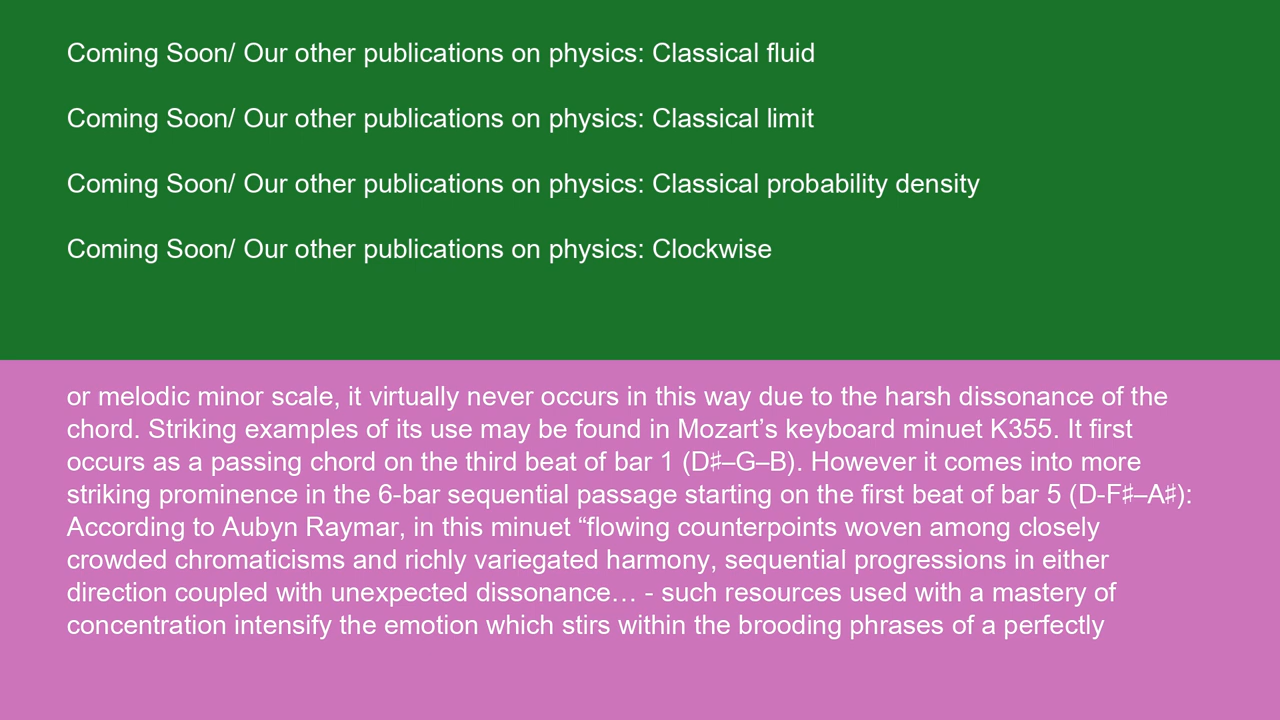 Coming Soon/ Our other publications on physics: Classical fluid
Coming Soon/ Our other publications on physics: Classical limit
Coming Soon/ Our other publications on physics: Classical probability density
Coming Soon/ Our other publications on physics: Clockwise
or melodic minor scale, it virtually never occurs in this way due to the harsh dissonance of the
chord. Striking examples of its use may be found in Mozart’s keyboard minuet K355. It first
occurs as a passing chord on the third beat of bar 1 (D♯–G–B). However it comes into more
striking prominence in the 6-bar sequential passage starting on the first beat of bar 5 (D-F♯–A♯):
According to Aubyn Raymar, in this minuet “flowing counterpoints woven among closely
crowded chromaticisms and richly variegated harmony, sequential progressions in either
direction coupled with unexpected dissonance… - such resources used with a mastery of
concentration intensify the emotion which stirs within the brooding phrases of a perfectly